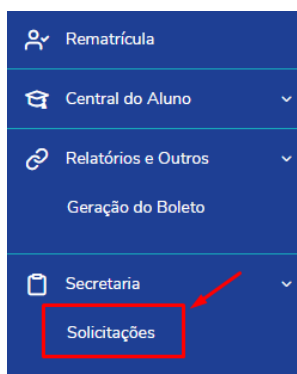 Rematrícula
Central do Aluno
Relatórios e Outros
Geração do Boleto
Secretaria
Solicitações